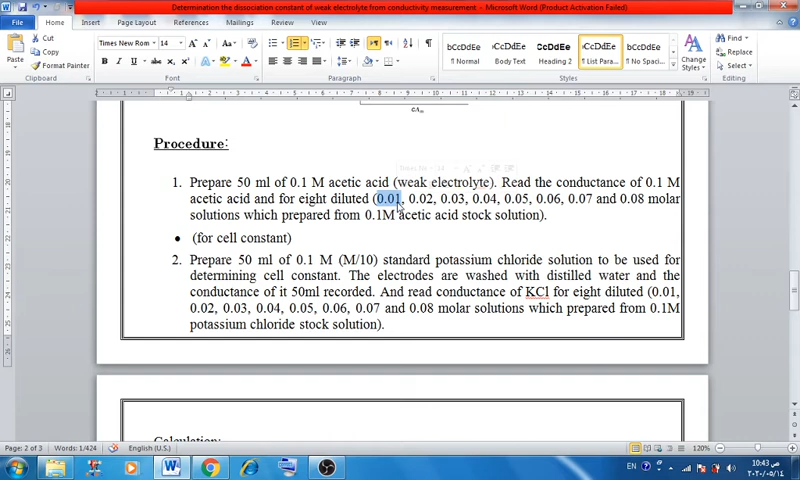 Determination the dissociation constant of weak electrolyte from conductivity measurement - Microsoft Word (Product Activation Failed)
File Home Insert Page Layout References Mailings Review View
Cut
Copy
Format Painter
Paste
Clipboard
Times New Rom 14
Font
Paragraph
AaBbCcDc AaBbCcDc
Normal Body Text Heading 2 List Para... No Spaci...
Change Styles
Styles
Find
Replace
Select
Editing
Procedure:
1. Prepare 50 ml of 0.1 M acetic acid (weak electrolyte). Read the conductance of 0.1 M
acetic acid and for eight diluted (0.01, 0.02, 0.03, 0.04, 0.05, 0.06, 0.07 and 0.08 molar
solutions which prepared from 0.1M acetic acid stock solution).
• (for cell constant)
2. Prepare 50 ml of 0.1 M (M/10) standard potassium chloride solution to be used for
determining cell constant. The electrodes are washed with distilled water and the
conductance of it 50ml recorded. And read conductance of KCl for eight diluted (0.01,
0.02, 0.03, 0.04, 0.05, 0.06, 0.07 and 0.08 molar solutions which prepared from 0.1M
potassium chloride stock solution).
Calculation:
Page: 2 of 3 Words: 1/424 English (U.S.) 120%
EN 10:43 ص
٢٠٢٠/٠٥/١٤